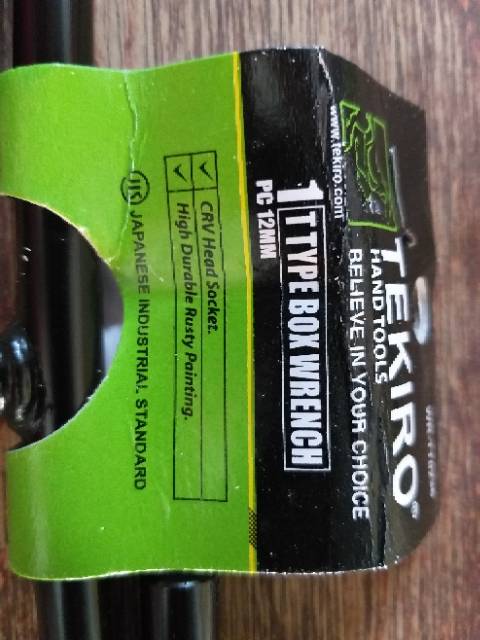 www.tekiro.com
TEKIRO®
HAND TOOLS
BELIEVE IN YOUR CHOICE
1 T TYPE BOX WRENCH
PC 12MM
CRV Head Socket.
High Durable Rusty Painting.
JIS JAPANESE INDUSTRIAL STANDARD